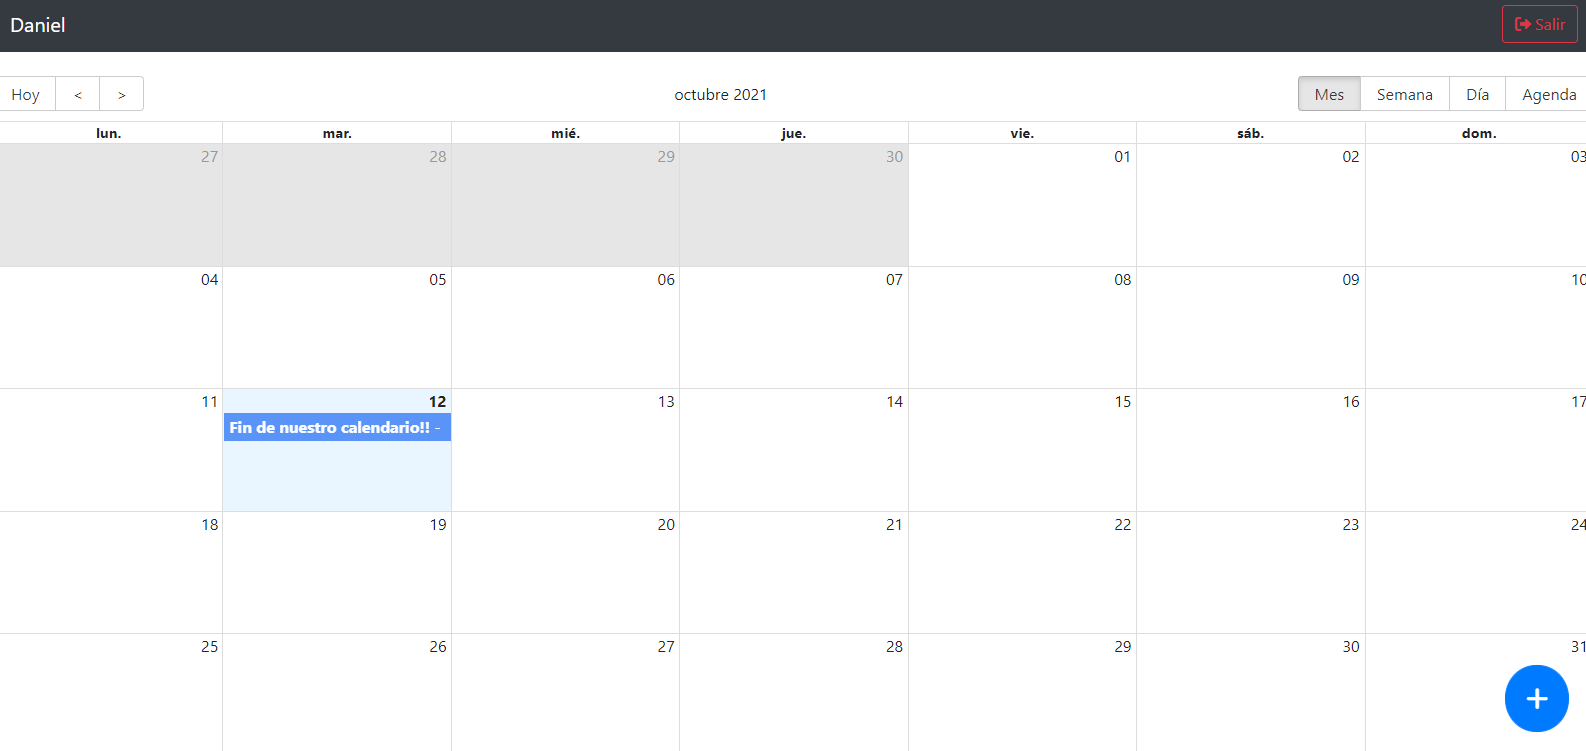 Daniel Salir
Hoy < > octubre 2021 Mes Semana Día Agenda
lun. mar. mié. jue. vie. sáb. dom.
27 28 29 30 01 02 03
04 05 06 07 08 09 10
11 12 13 14 15 16 17
Fin de nuestro calendario!! -
18 19 20 21 22 23 24
25 26 27 28 29 30 31
+